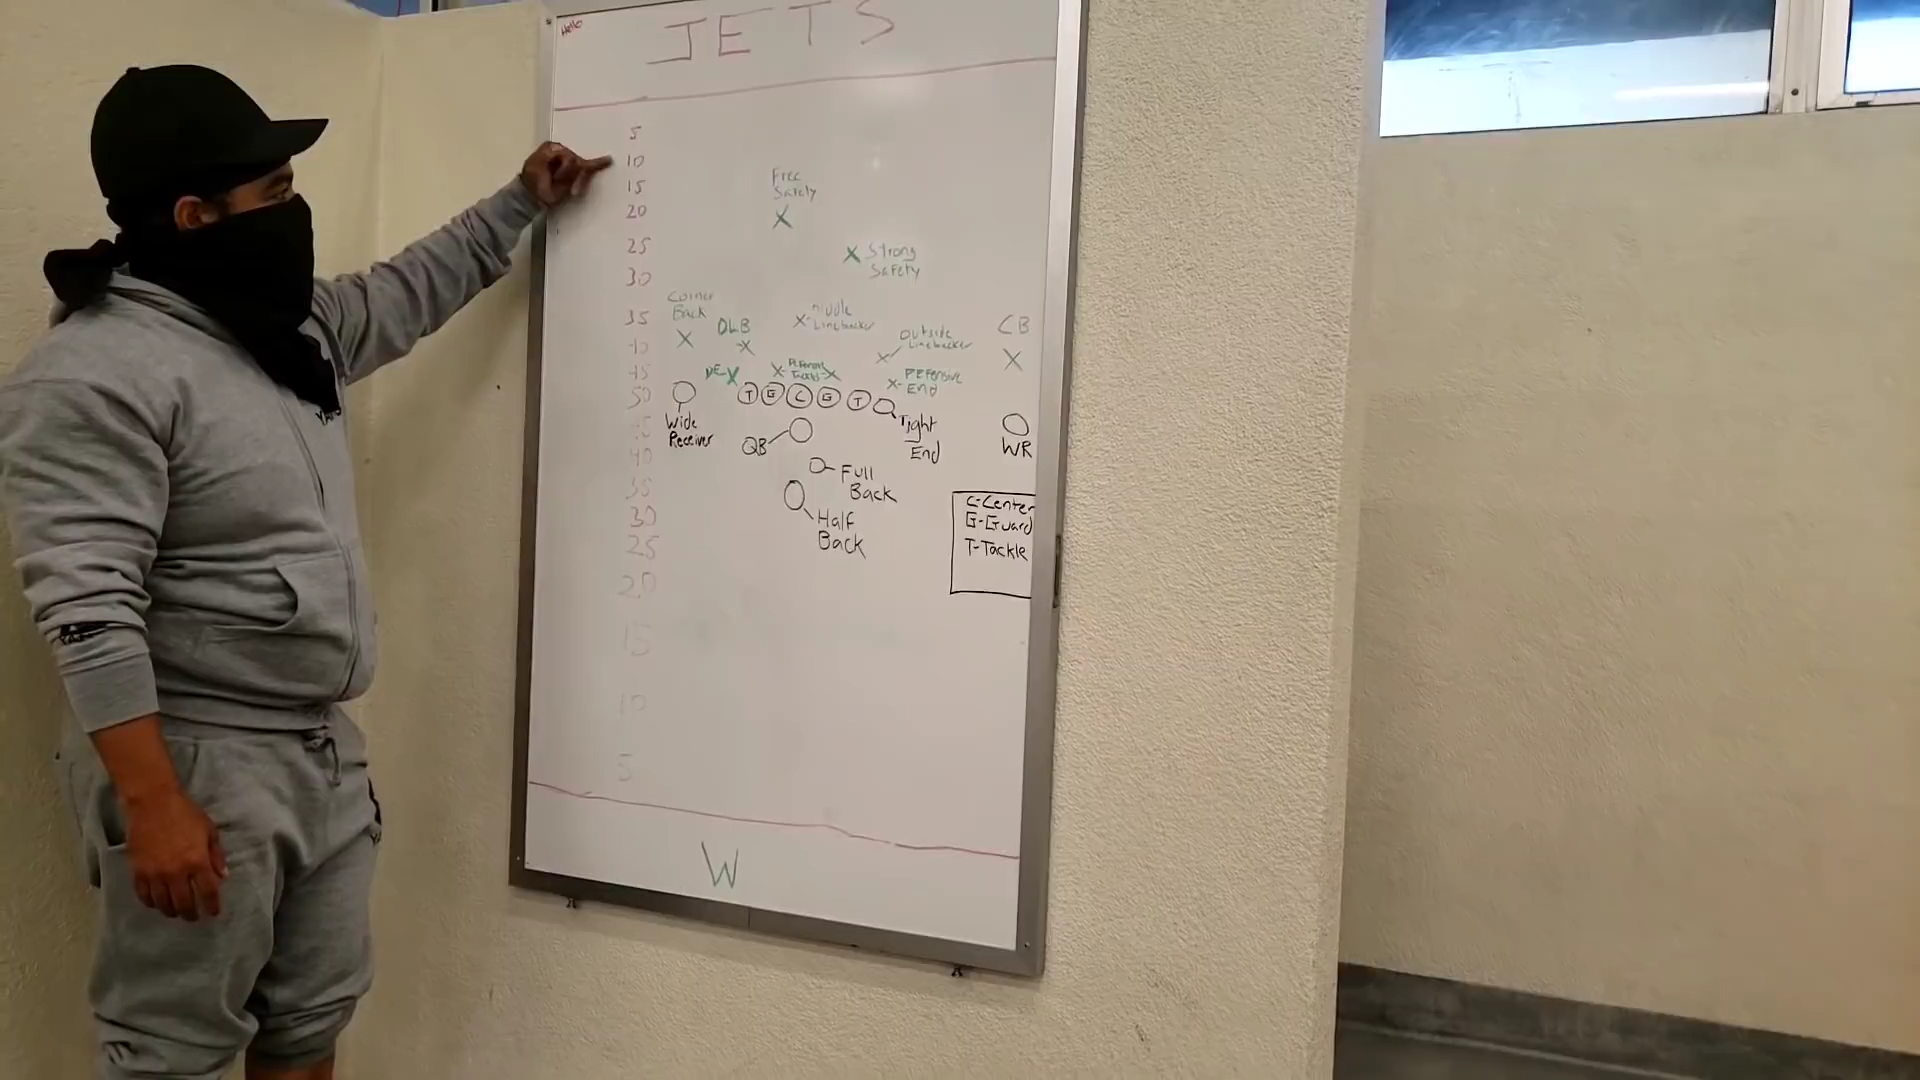 Hello
JETS
5
10
15
20
25
30
35
40
45
50
40
35
30
25
20
15
10
5
Free
Safety
X
X Strong
Safety
Corner
Back
X
OLB
X
X-Middle
Linebacker
Outside
Linebacker
X
CB
X
DE-X
X
X
X-Defensive
End
T G C G T
Wide
Receiver
QB
Tight
End
WR
Full
Back
Half
Back
C-Center
G-Guard
T-Tackle
W